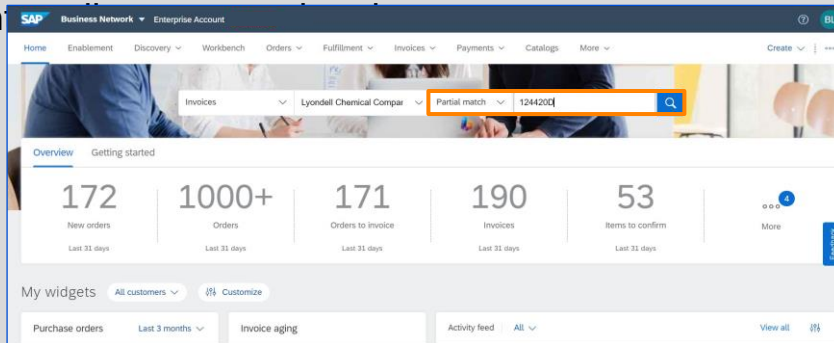 SAP Business Network Enterprise Account
Home Enablement Discovery Workbench Orders Fulfillment Invoices Payments Catalogs More Create
Invoices Lyondell Chemical Compar Partial match 124420D
Overview Getting started
172 1000+ 171 190 53 4
New orders Orders Orders to invoice Invoices Items to confirm More
Last 31 days Last 31 days Last 31 days Last 31 days Last 31 days
Feedback
My widgets All customers Customize
Purchase orders Last 3 months Invoice aging Activity feed All View all